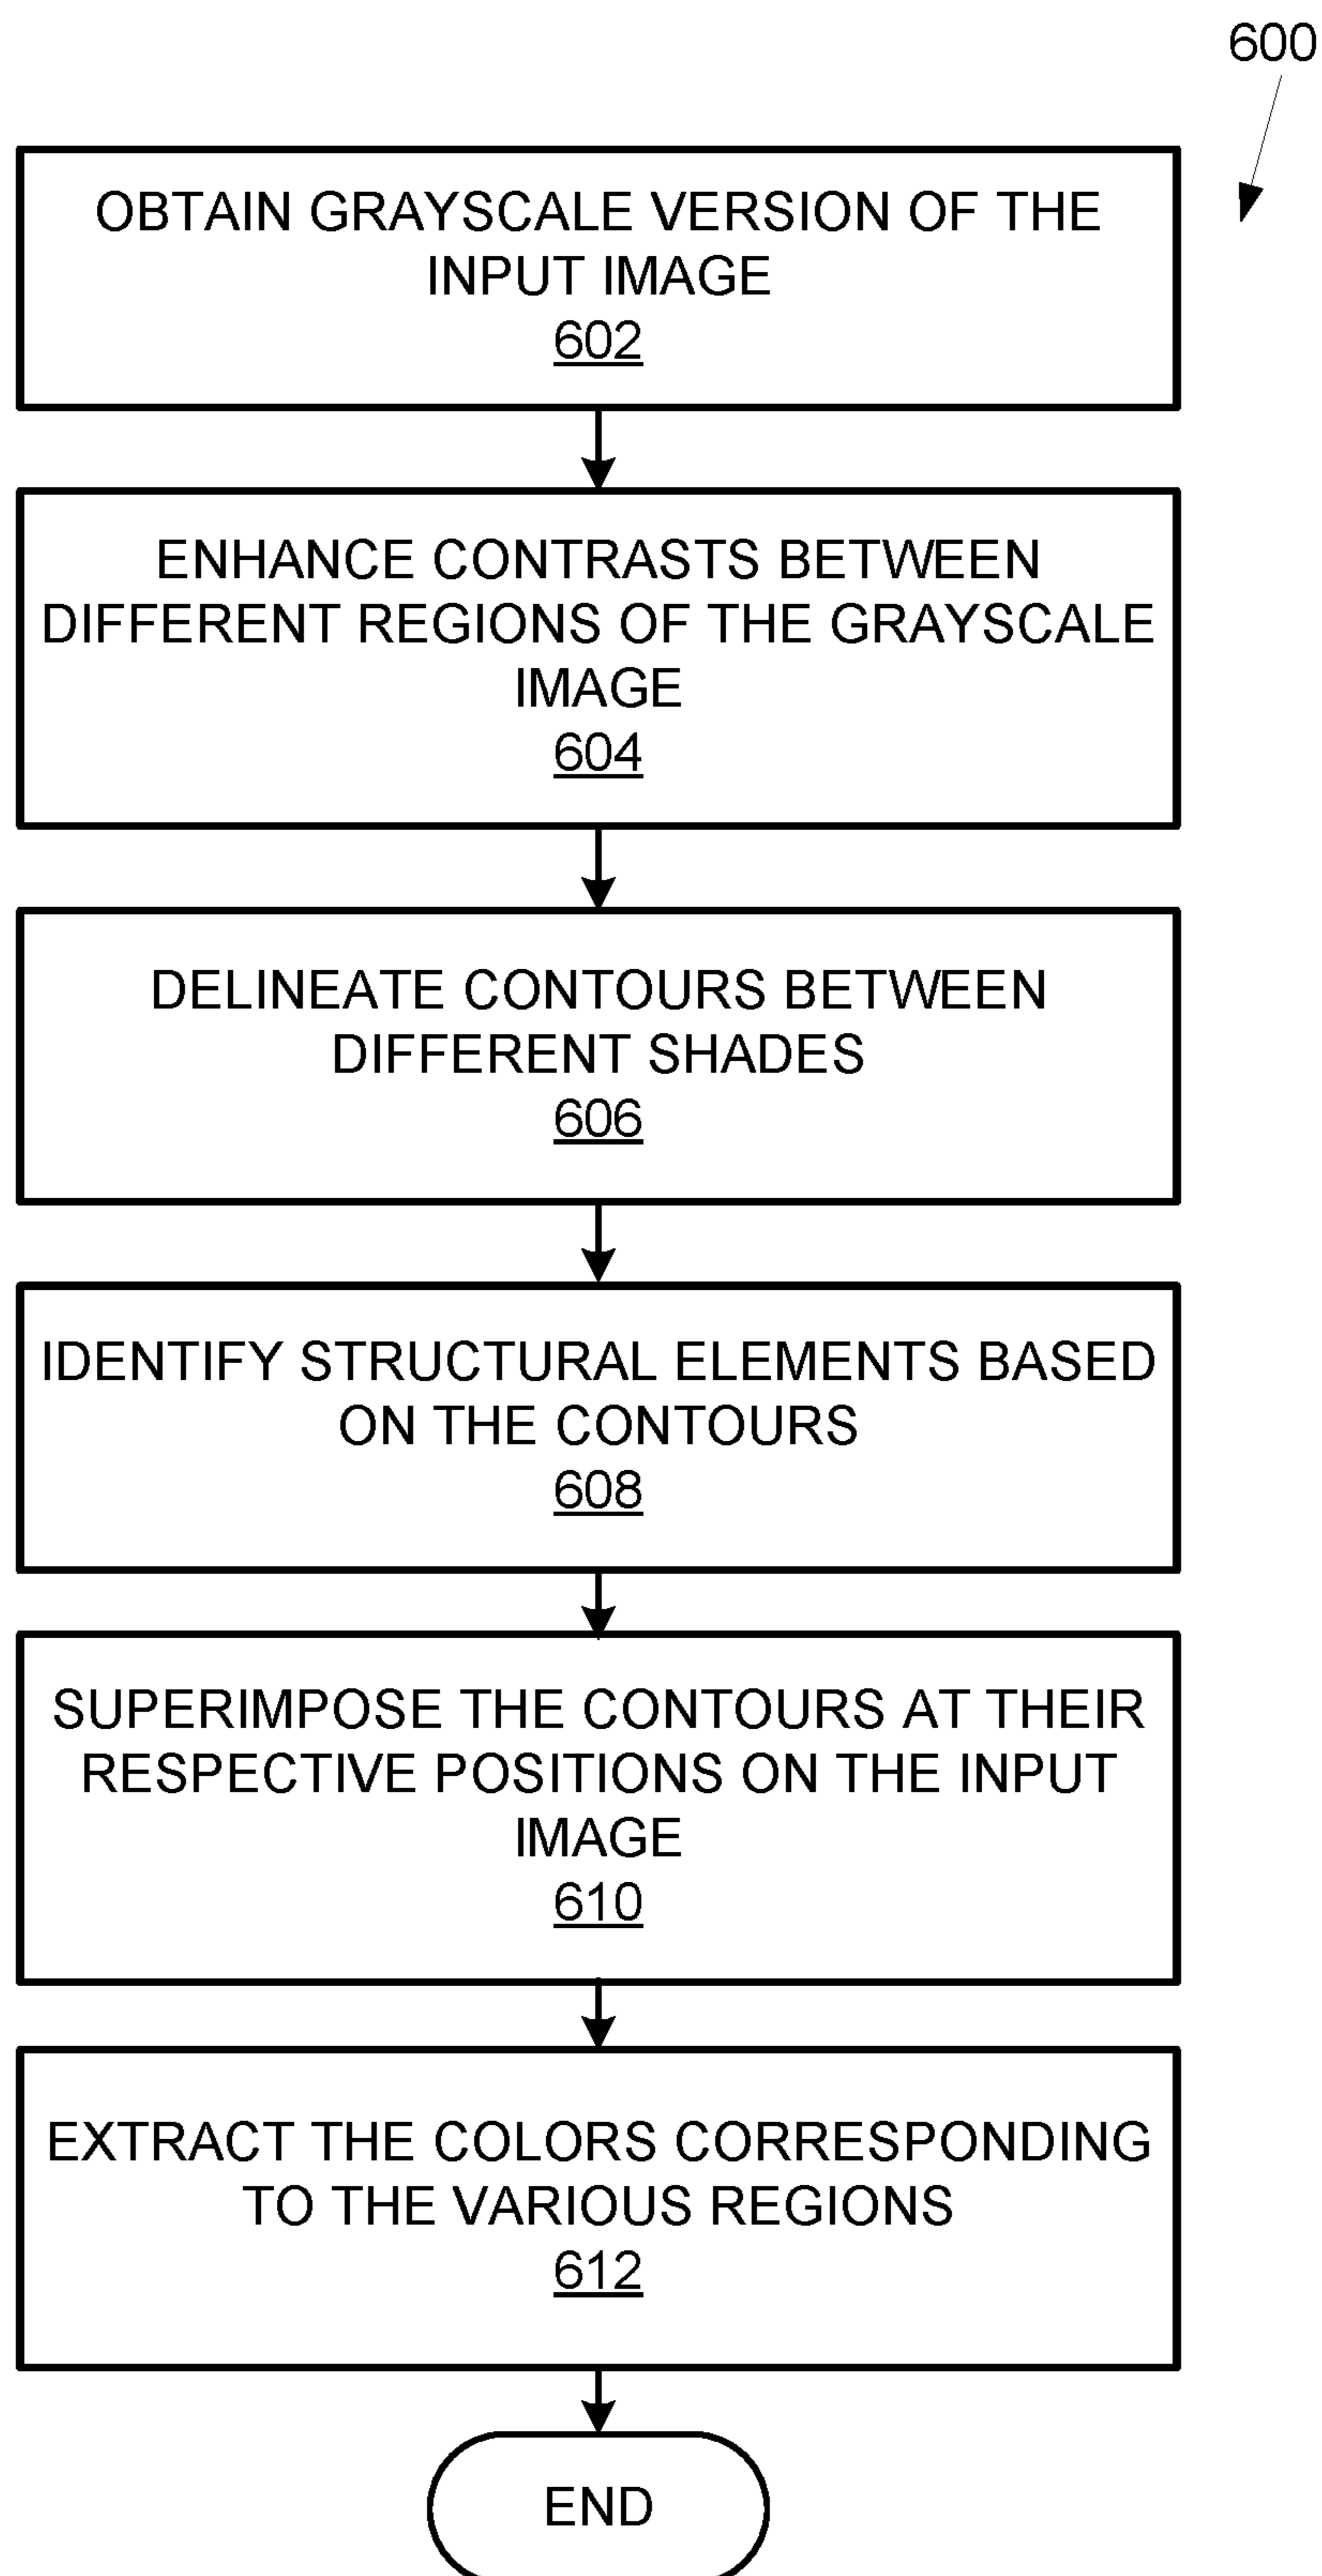 600
OBTAIN GRAYSCALE VERSION OF THE
INPUT IMAGE
602
ENHANCE CONTRASTS BETWEEN
DIFFERENT REGIONS OF THE GRAYSCALE
IMAGE
604
DELINEATE CONTOURS BETWEEN
DIFFERENT SHADES
606
IDENTIFY STRUCTURAL ELEMENTS BASED
ON THE CONTOURS
608
SUPERIMPOSE THE CONTOURS AT THEIR
RESPECTIVE POSITIONS ON THE INPUT
IMAGE
610
EXTRACT THE COLORS CORRESPONDING
TO THE VARIOUS REGIONS
612
END